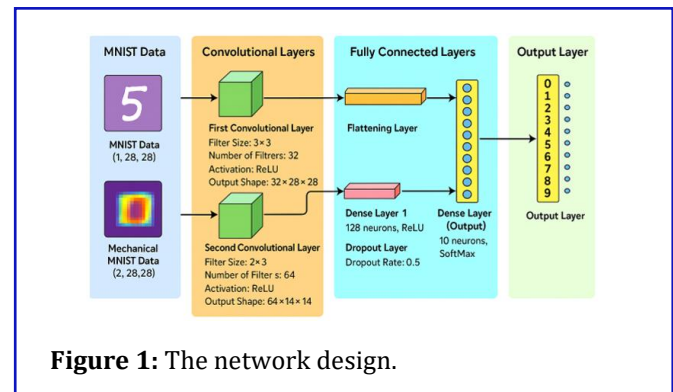 MNIST Data
5
MNIST Data
(1, 28, 28)
Mechanical
MNIST Data
(2, 28,28)
Convolutional Layers
First Convolutional Layer
Filter Size: 3×3
Number of Filtrers: 32
Activation: ReLU
Output Shape: 32×28×28
Second Convolutional Layer
Filter Size: 2×3
Number of Filter s: 64
Activation: ReLU
Output Shape: 64×14×14
Fully Connected Layers
Flattening Layer
Dense Layer 1
128 neurons, ReLU
Dropout Layer
Dropout Rate: 0.5
Dense Layer
(Output)
10 neurons,
SoftMax
Output Layer
0
1
2
3
4
5
6
7
8
9
Output Layer
Figure 1: The network design.